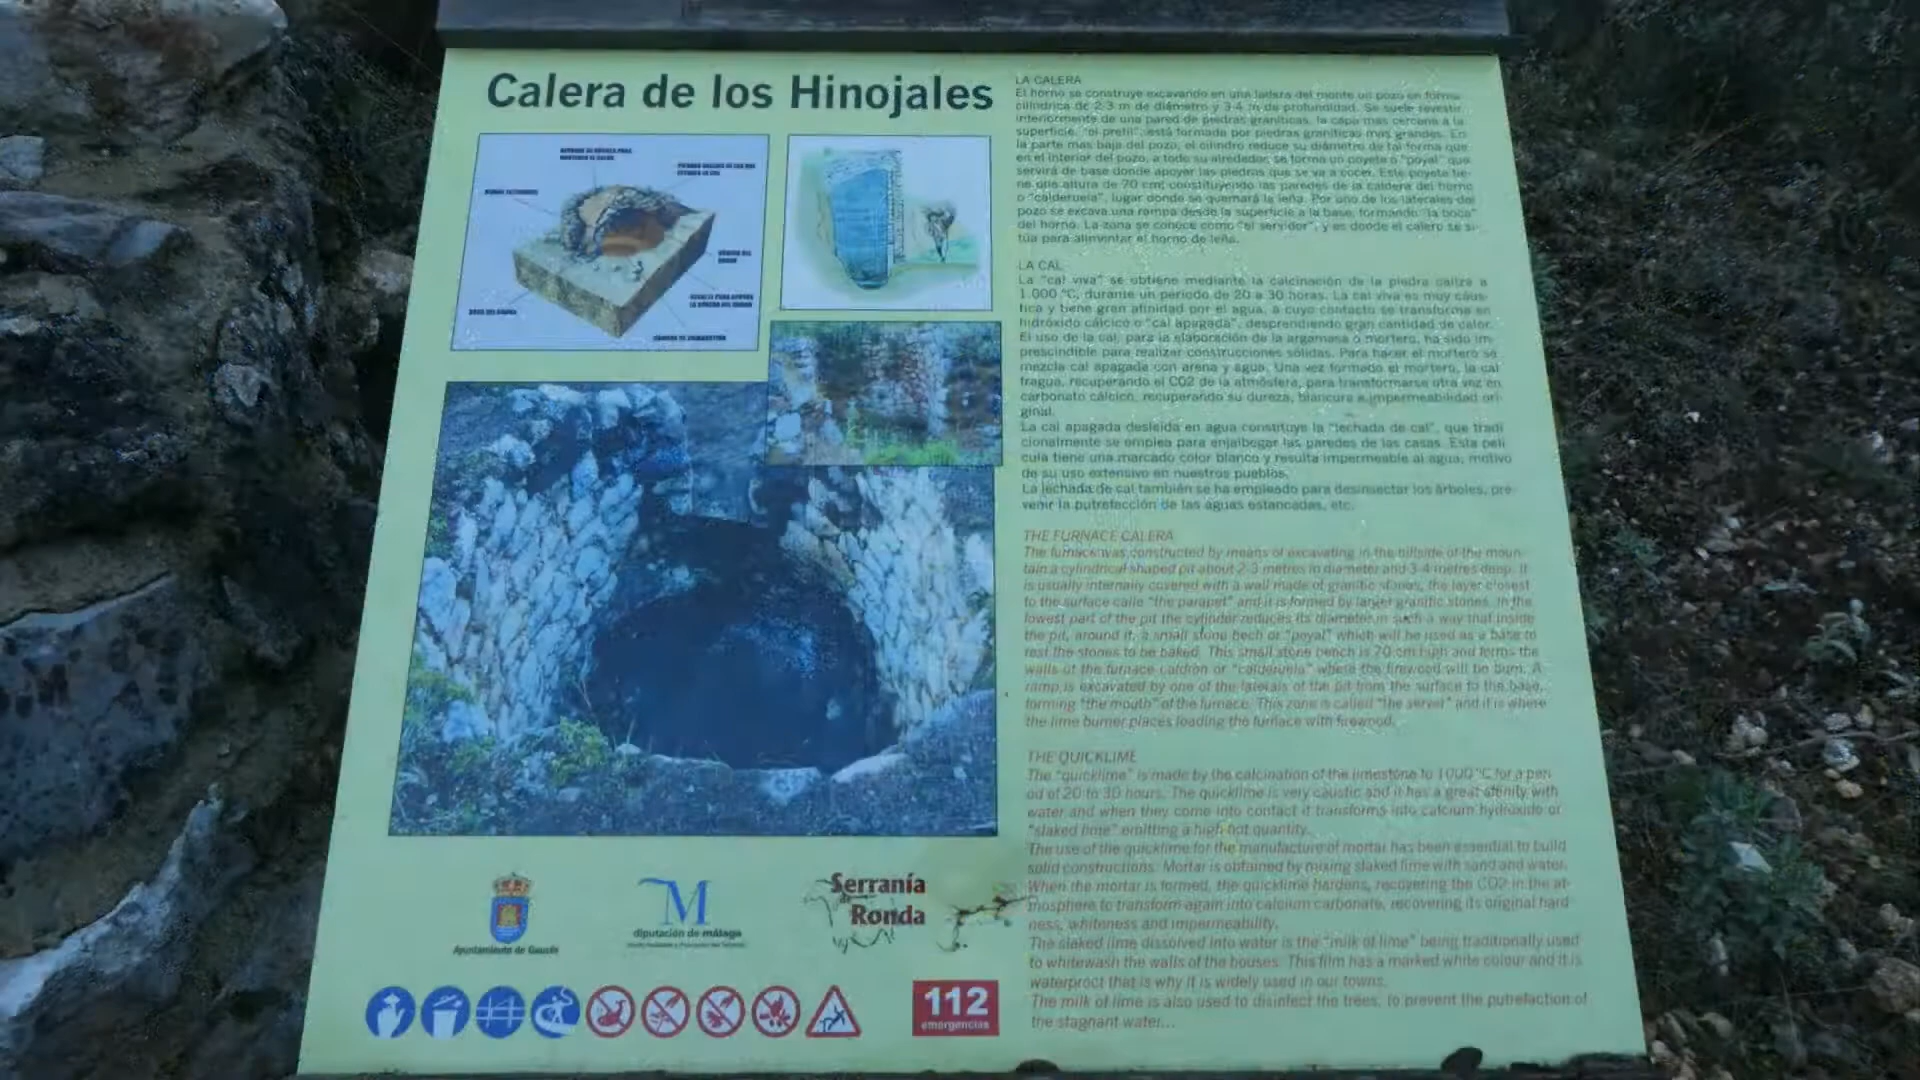 Calera de los Hinojales
LA CALERA
El horno se construye excavando en una ladera del monte un pozo en forma
cilíndrica de 2-3 m de diámetro y 3-4 m de profundidad. Se suele revestir
interiormente de una pared de piedras graníticas, la capa mas cercana a la
superficie, "el pretil", está formada por piedras graníticas mas grandes. En
la parte mas baja del pozo, el cilindro reduce su diámetro de tal forma que
en el interior del pozo, a todo su alrededor, se forma un poyete o "poyal" que
servirá de base donde apoyar las piedras que se va a cocer. Este poyete tie-
ne una altura de 70 cm, constituyendo las paredes de la caldera del horno
o "calderuela", lugar donde se quemará la leña. Por uno de los laterales del
pozo se excava una rampa desde la superficie a la base, formando "la boca"
del horno. La zona se conoce como "el servidor", y es donde el calero se si-
túa para alimentar el horno de leña.
LA CAL
La "cal viva" se obtiene mediante la calcinación de la piedra caliza a
1.000 °C, durante un periodo de 20 a 30 horas. La cal viva es muy cáus-
tica y tiene gran afinidad por el agua, a cuyo contacto se transforma en
hidróxido cálcico o "cal apagada", desprendiendo gran cantidad de calor.
El uso de la cal, para la elaboración de la argamasa o mortero, ha sido im-
prescindible para realizar construcciones sólidas. Para hacer el mortero se
mezcla cal apagada con arena y agua. Una vez formado el mortero, la cal
fragua, recuperando el CO2 de la atmósfera, para transformarse otra vez en
carbonato cálcico, recuperando su dureza, blancura e impermeabilidad ori-
ginal.
La cal apagada desleida en agua construye la "lechada de cal", que tradi
cionalmente se emplea para enjalbegar las paredes de las casas. Esta pelí
cula tiene una marcado color blanco y resulta impermeable al agua, motivo
de su uso extensivo en nuestros pueblos.
La lechada de cal también se ha empleado para desinsectar los árboles, pre-
venir la putrefacción de las aguas estancadas, etc.
THE FURNACE CALERA
The furnace was constructed by means of excavating in the hillside of the moun-
tain a cylindrical shaped pit about 2-3 metres in diameter and 3-4 metres deep. It
is usually internally covered with a wall made of granitic stones, the layer closest
to the surface calle "the parapet" and it is formed by larger granitic stones. In the
lowest part of the pit the cylinder reduces its diameter in such a way that inside
the pit, around it, a small stone bech or "poyal" which will be used as a base to
rest the stones to be baked. This small stone bench is 70 cm high and forms the
walls of the furnace caldron or "calderuela" where the firewood will be burn. A
ramp is excavated by one of the laterals of the pit from the surface to the base,
forming "the mouth" of the furnace. This zone is called "the server" and it is where
the lime burner places loading the furnace with firewood.
THE QUICKLIME
The "quicklime" is made by the calcination of the limestone to 1000 °C for a peri
od of 20 to 30 hours. The quicklime is very caustic and it has a great affinity with
water and when they come into contact it transforms into calcium hydroxide or
"slaked lime" emitting a high hot quantity.
The use of the quicklime for the manufacture of mortar has been essential to build
solid constructions. Mortar is obtained by mixing slaked lime with sand and water.
When the mortar is formed, the quicklime hardens, recovering the CO2 in the at-
mosphere to transform again into calcium carbonate, recovering its original hard
ness, whiteness and impermeability.
The slaked lime dissolved into water is the "milk of lime" being traditionally used
to whitewash the walls of the houses. This film has a marked white colour and it is
waterproof that is why it is widely used in our towns.
The milk of lime is also used to disinfect the trees, to prevent the putrefaction of
the stagnant water...
Ayuntamiento de Gaucín
M
diputación de málaga
Serranía
de
Ronda
112
emergencias